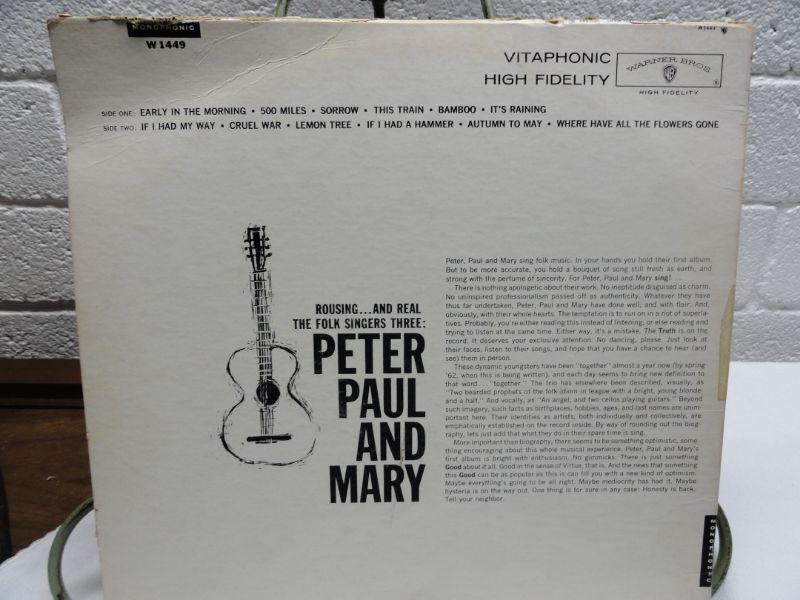 MONOPHONIC
W 1449
W 1449
VITAPHONIC
HIGH FIDELITY
WARNER BROS.
WB
HIGH FIDELITY
SIDE ONE: EARLY IN THE MORNING • 500 MILES • SORROW • THIS TRAIN • BAMBOO • IT'S RAINING
SIDE TWO: IF I HAD MY WAY • CRUEL WAR • LEMON TREE • IF I HAD A HAMMER • AUTUMN TO MAY • WHERE HAVE ALL THE FLOWERS GONE
ROUSING...AND REAL
THE FOLK SINGERS THREE:
PETER
PAUL
AND
MARY
Peter, Paul and Mary sing folk music. In your hands you hold their first album.
But to be more accurate, you hold a bouquet of song still fresh as earth, and
strong with the perfume of sincerity. For Peter, Paul and Mary sing! ...
There is nothing apologetic about their work. No ineptitude disguised as charm.
No uninspired professionalism passed off as authenticity. Whatever they have
thus far undertaken, Peter, Paul and Mary have done well, and with flair. And,
obviously, with their whole hearts. The temptation is to run on in a riot of superla-
tives. Probably, you're either reading this instead of listening, or else reading and
trying to listen at the same time. Either way, it's a mistake. The Truth is on the
record. It deserves your exclusive attention. No dancing, please. Just look at
their faces, listen to their songs, and hope that you have a chance to hear (and
see) them in person.
These dynamic youngsters have been "together" almost a year now (by spring
'62, when this is being written), and each day seems to bring new definition to
that word... "together." The trio has elsewhere been described, visually, as
"Two bearded prophets of the folk idiom in league with a bright, young blonde
and a half." And vocally, as "An angel, and two cellos playing guitars." Beyond
such imagery, such facts as birthplaces, hobbies, ages, and last names are unim-
portant here. Their identities as artists, both individually and collectively, are
emphatically established on the record inside. By way of rounding out the biog-
raphy, lets just add that what they do in their spare time is sing.
More important than biography, there seems to be something optimistic, some-
thing encouraging about this whole musical experience. Peter, Paul and Mary's
first album is bright with enthusiasm. No gimmicks. There is just something
Good about it all. Good in the sense of Virtue, that is. And the news that something
this Good can be as popular as this is can fill you with a new kind of optimism.
Maybe everything's going to be all right. Maybe mediocrity has had it. Maybe
hysteria is on the way out. One thing is for sure in any case: Honesty is back.
Tell your neighbor.
MONOPHONIC